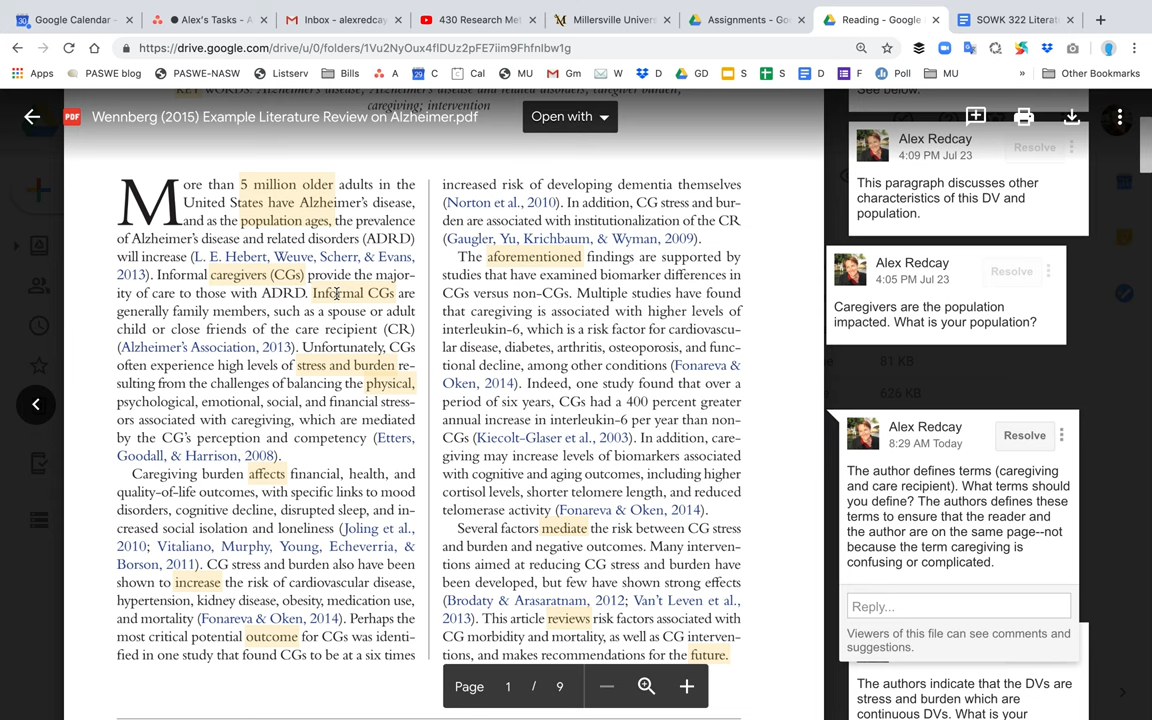 Google Calendar -
Alex's Tasks - A
Inbox - alexredcay
430 Research Me
Millersville Univers
Assignments - Goo
Reading - Google
SOWK 322 Literat
https://drive.google.com/drive/u/0/folders/1Vu2NyOux4flDUz2pFE7iim9Fhfnlbw1g
Apps
PASWE blog
PASWE-NASW
Listserv
Bills
A
C
Cal
MU
Gm
W
D
GD
S
S
D
F
Poll
MU
»
Other Bookmarks
KEY WORDS: Alzheimer's disease; Alzheimer's disease and related disorders; caregiver burden;
caregiving; intervention
PDF
Wennberg (2015) Example Literature Review on Alzheimer.pdf
Open with
More than 5 million older adults in the
United States have Alzheimer's disease,
and as the population ages, the prevalence
of Alzheimer's disease and related disorders (ADRD)
will increase (L. E. Hebert, Weuve, Scherr, & Evans,
2013). Informal caregivers (CGs) provide the major-
ity of care to those with ADRD. Informal CGs are
generally family members, such as a spouse or adult
child or close friends of the care recipient (CR)
(Alzheimer's Association, 2013). Unfortunately, CGs
often experience high levels of stress and burden re-
sulting from the challenges of balancing the physical,
psychological, emotional, social, and financial stress-
ors associated with caregiving, which are mediated
by the CG's perception and competency (Etters,
Goodall, & Harrison, 2008).
Caregiving burden affects financial, health, and
quality-of-life outcomes, with specific links to mood
disorders, cognitive decline, disrupted sleep, and in-
creased social isolation and loneliness (Joling et al.,
2010; Vitaliano, Murphy, Young, Echeverria, &
Borson, 2011). CG stress and burden also have been
shown to increase the risk of cardiovascular disease,
hypertension, kidney disease, obesity, medication use,
and mortality (Fonareva & Oken, 2014). Perhaps the
most critical potential outcome for CGs was identi-
fied in one study that found CGs to be at a six times
increased risk of developing dementia themselves
(Norton et al., 2010). In addition, CG stress and bur-
den are associated with institutionalization of the CR
(Gaugler, Yu, Krichbaum, & Wyman, 2009).
The aforementioned findings are supported by
studies that have examined biomarker differences in
CGs versus non-CGs. Multiple studies have found
that caregiving is associated with higher levels of
interleukin-6, which is a risk factor for cardiovascu-
lar disease, diabetes, arthritis, osteoporosis, and func-
tional decline, among other conditions (Fonareva &
Oken, 2014). Indeed, one study found that over a
period of six years, CGs had a 400 percent greater
annual increase in interleukin-6 per year than non-
CGs (Kiecolt-Glaser et al., 2003). In addition, care-
giving may increase levels of biomarkers associated
with cognitive and aging outcomes, including higher
cortisol levels, shorter telomere length, and reduced
telomerase activity (Fonareva & Oken, 2014).
Several factors mediate the risk between CG stress
and burden and negative outcomes. Many interven-
tions aimed at reducing CG stress and burden have
been developed, but few have shown strong effects
(Brodaty & Arasaratnam, 2012; Van't Leven et al.,
2013). This article reviews risk factors associated with
CG morbidity and mortality, as well as CG interven-
tions, and makes recommendations for the future.
Page 1 / 9
See below.
Alex Redcay
4:09 PM Jul 23
Resolve
This paragraph discusses other
characteristics of this DV and
population.
Alex Redcay
4:05 PM Jul 23
Resolve
Caregivers are the population
impacted. What is your population?
81 KB
626 KB
Alex Redcay
8:29 AM Today
Resolve
The author defines terms (caregiving
and care recipient). What terms should
you define? The authors defines these
terms to ensure that the reader and
the author are on the same page--not
because the term caregiving is
confusing or complicated.
Reply...
Viewers of this file can see comments and
suggestions.
The authors indicate that the DVs are
stress and burden which are
continuous DVs. What is your